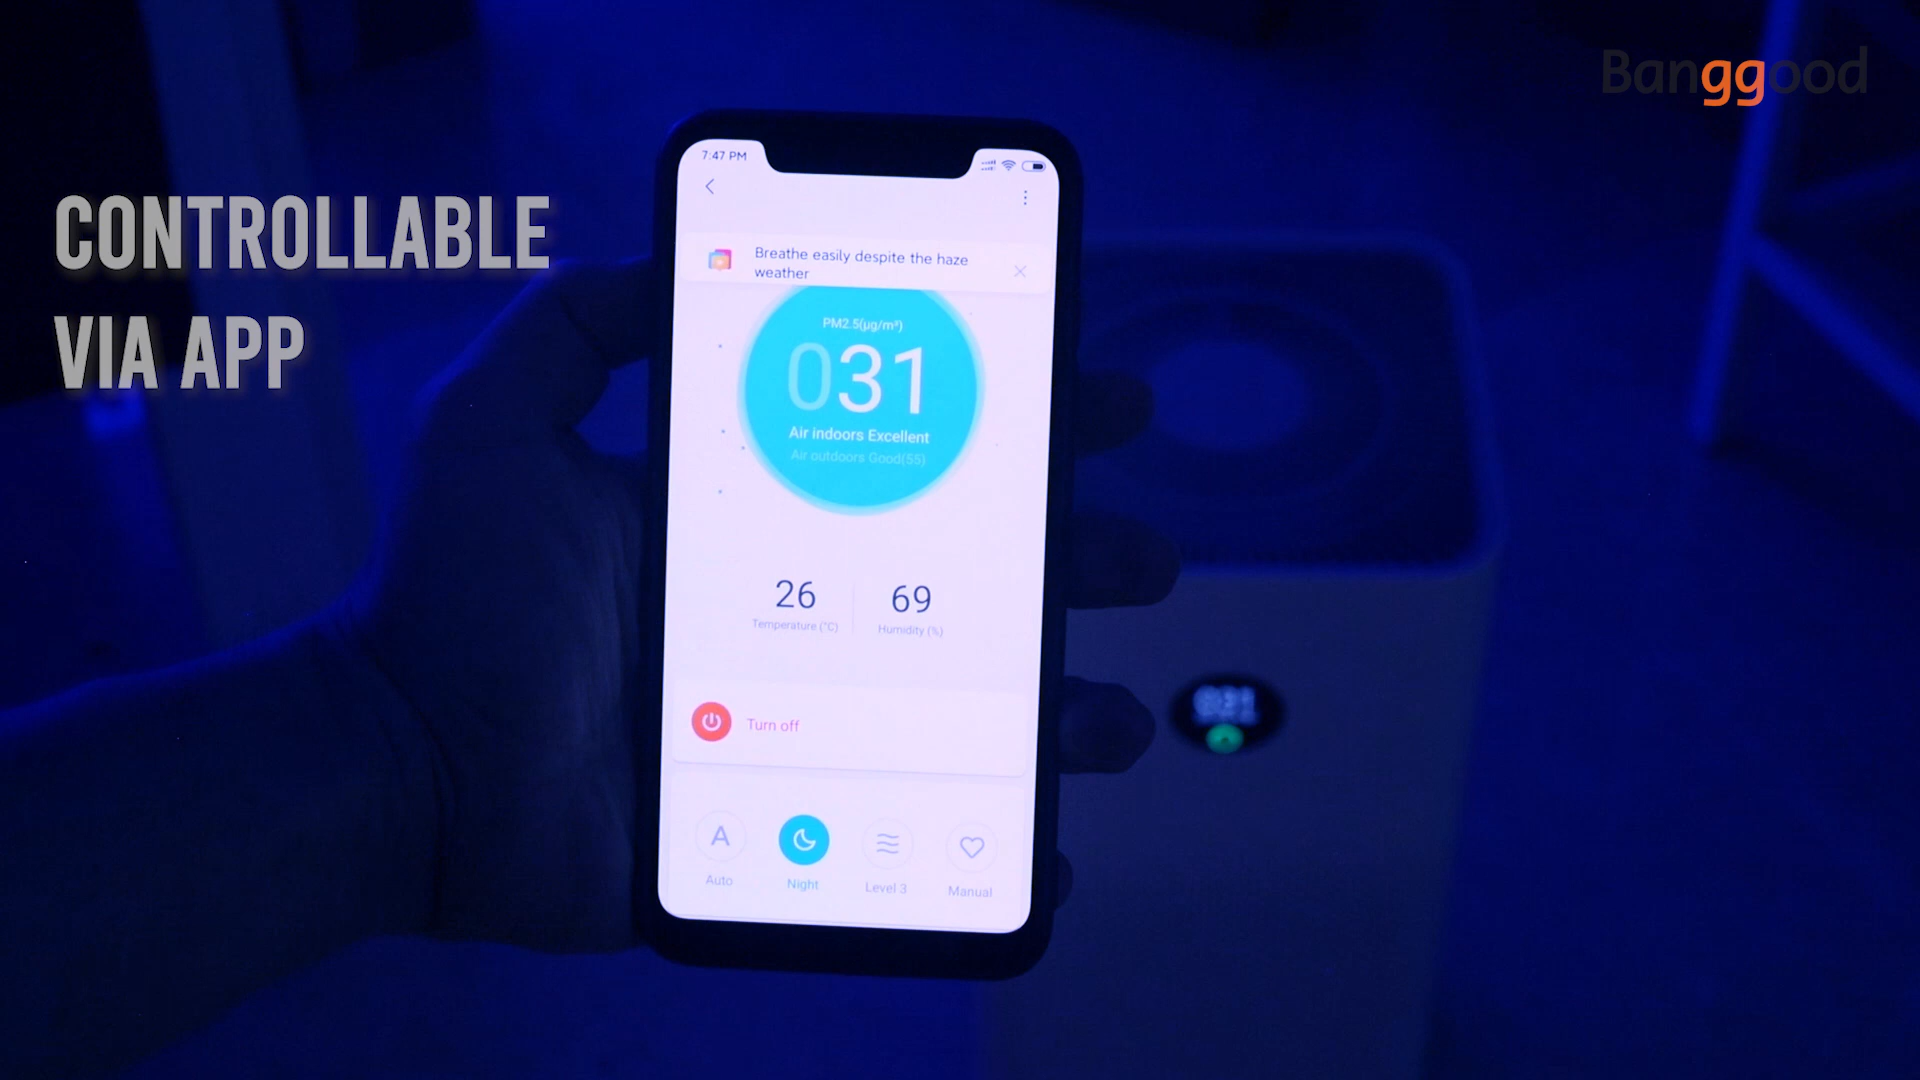 Banggood
CONTROLLABLE
VIA APP
7:47 PM
Breathe easily despite the haze
weather
PM2.5(µg/m³)
031
Air indoors Excellent
Air outdoors Good(55)
26
Temperature (°C)
69
Humidity (%)
Turn off
A
Auto
Night
Level 3
Manual
031